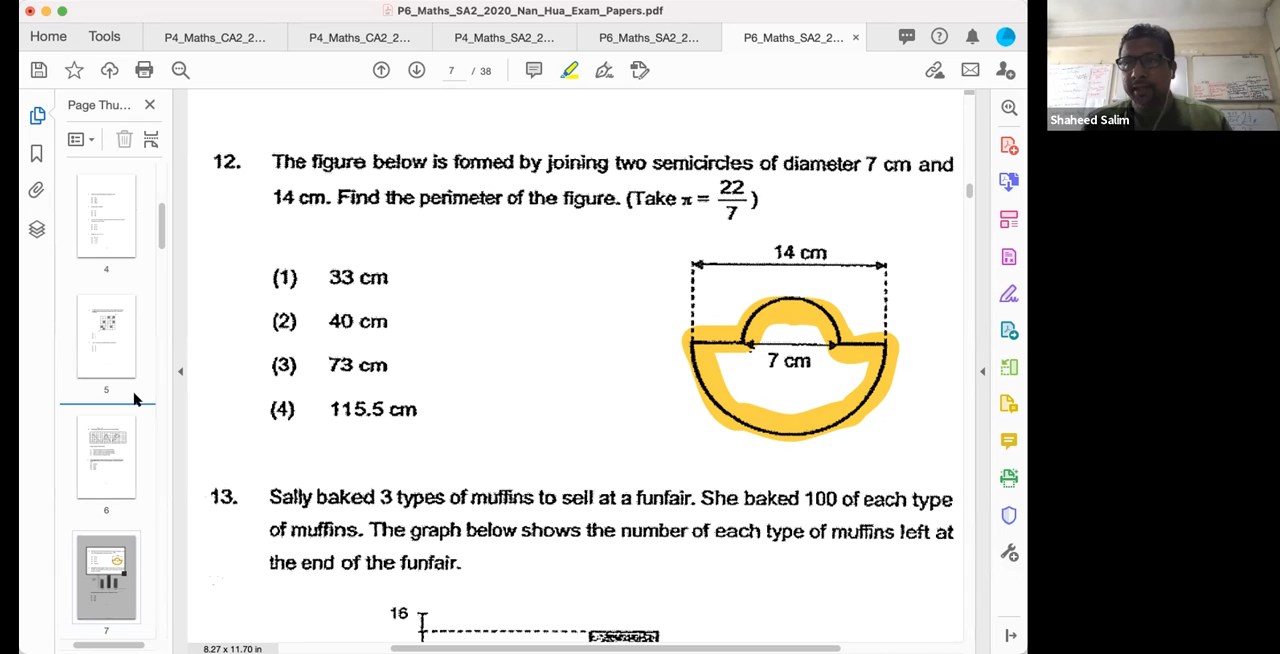 P6_Maths_SA2_2020_Nan_Hua_Exam_Papers.pdf
Home Tools P4_Maths_CA2_2... P4_Maths_CA2_2... P4_Maths_SA2_2... P6_Maths_SA2_2... P6_Maths_SA2_2... ×
7 / 38
Page Thu...
4
5
6
7
12. The figure below is formed by joining two semicircles of diameter 7 cm and
14 cm. Find the perimeter of the figure. (Take π = 22/7)
14 cm
(1) 33 cm
(2) 40 cm
7 cm
(3) 73 cm
(4) 115.5 cm
13. Sally baked 3 types of muffins to sell at a funfair. She baked 100 of each type
of muffins. The graph below shows the number of each type of muffins left at
the end of the funfair.
16
8.27 x 11.70 in
Shaheed Salim